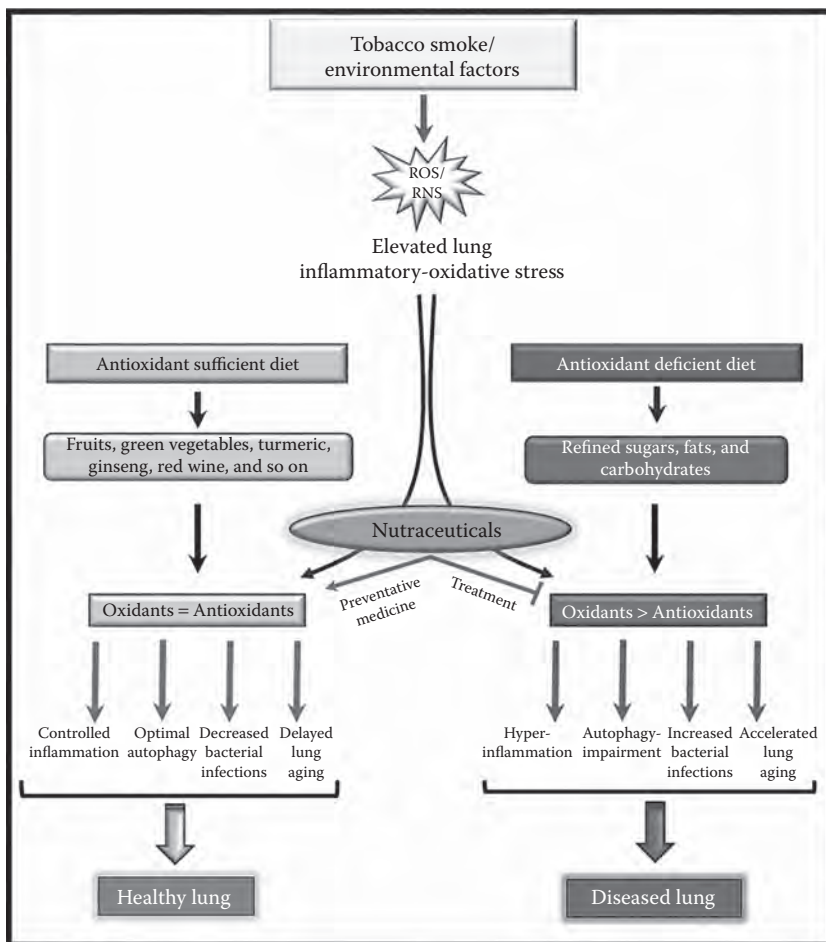 Tobacco smoke/
environmental factors
ROS/
RNS
Elevated lung
inflammatory-oxidative stress
Antioxidant sufficient diet
Antioxidant deficient diet
Fruits, green vegetables, turmeric,
ginseng, red wine, and so on
Refined sugars, fats, and
carbohydrates
Nutraceuticals
Preventative
medicine
Treatment
Oxidants = Antioxidants
Oxidants > Antioxidants
Controlled
inflammation
Optimal
autophagy
Decreased
bacterial
infections
Delayed
lung
aging
Hyper-
inflammation
Autophagy-
impairment
Increased
bacterial
infections
Accelerated
lung
aging
Healthy lung
Diseased lung